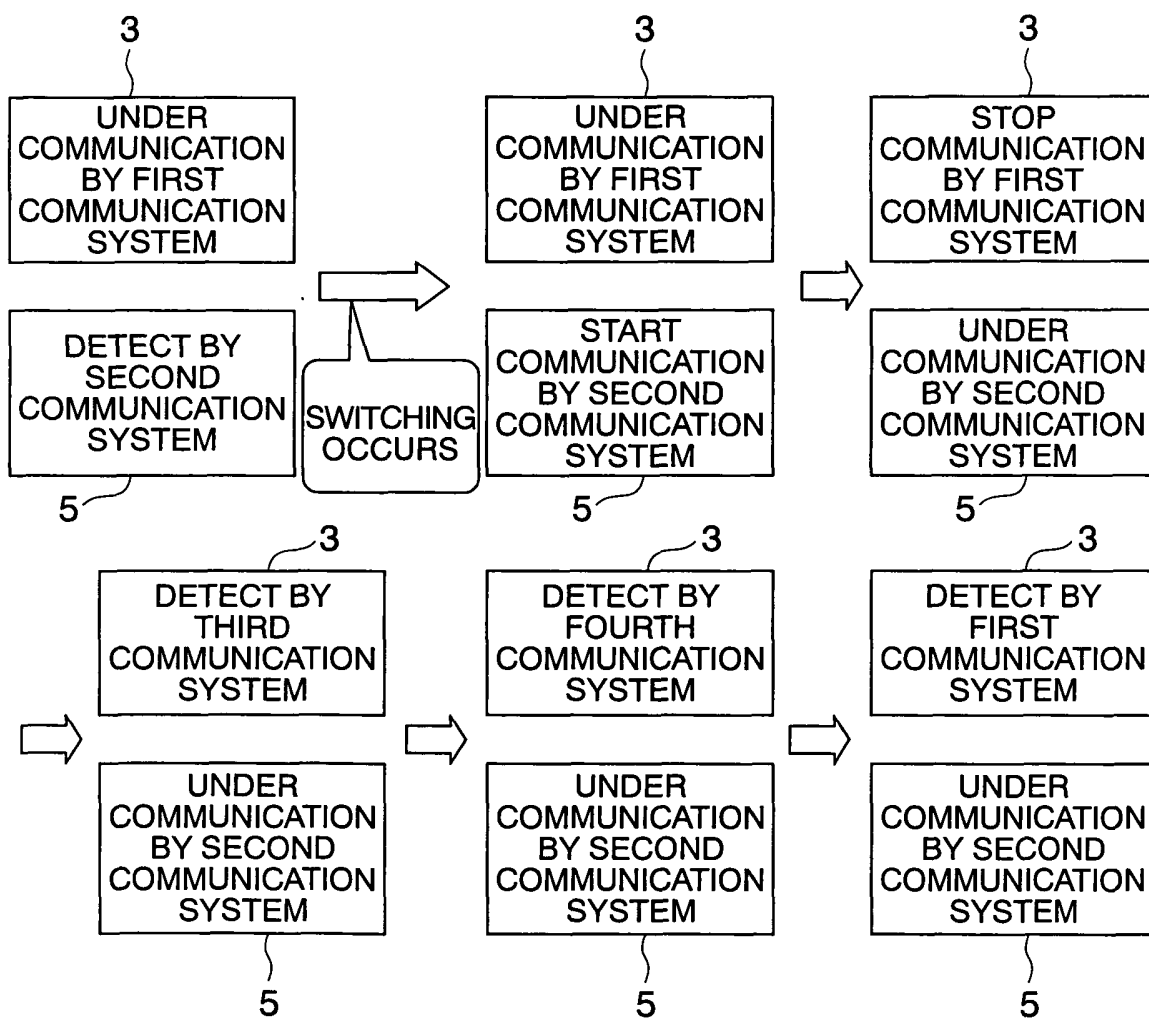 3
UNDER
COMMUNICATION
BY FIRST
COMMUNICATION
SYSTEM
DETECT BY
SECOND
COMMUNICATION
SYSTEM
5
SWITCHING
OCCURS
3
UNDER
COMMUNICATION
BY FIRST
COMMUNICATION
SYSTEM
START
COMMUNICATION
BY SECOND
COMMUNICATION
SYSTEM
5
3
STOP
COMMUNICATION
BY FIRST
COMMUNICATION
SYSTEM
UNDER
COMMUNICATION
BY SECOND
COMMUNICATION
SYSTEM
5
3
DETECT BY
THIRD
COMMUNICATION
SYSTEM
UNDER
COMMUNICATION
BY SECOND
COMMUNICATION
SYSTEM
5
3
DETECT BY
FOURTH
COMMUNICATION
SYSTEM
UNDER
COMMUNICATION
BY SECOND
COMMUNICATION
SYSTEM
5
3
DETECT BY
FIRST
COMMUNICATION
SYSTEM
UNDER
COMMUNICATION
BY SECOND
COMMUNICATION
SYSTEM
5